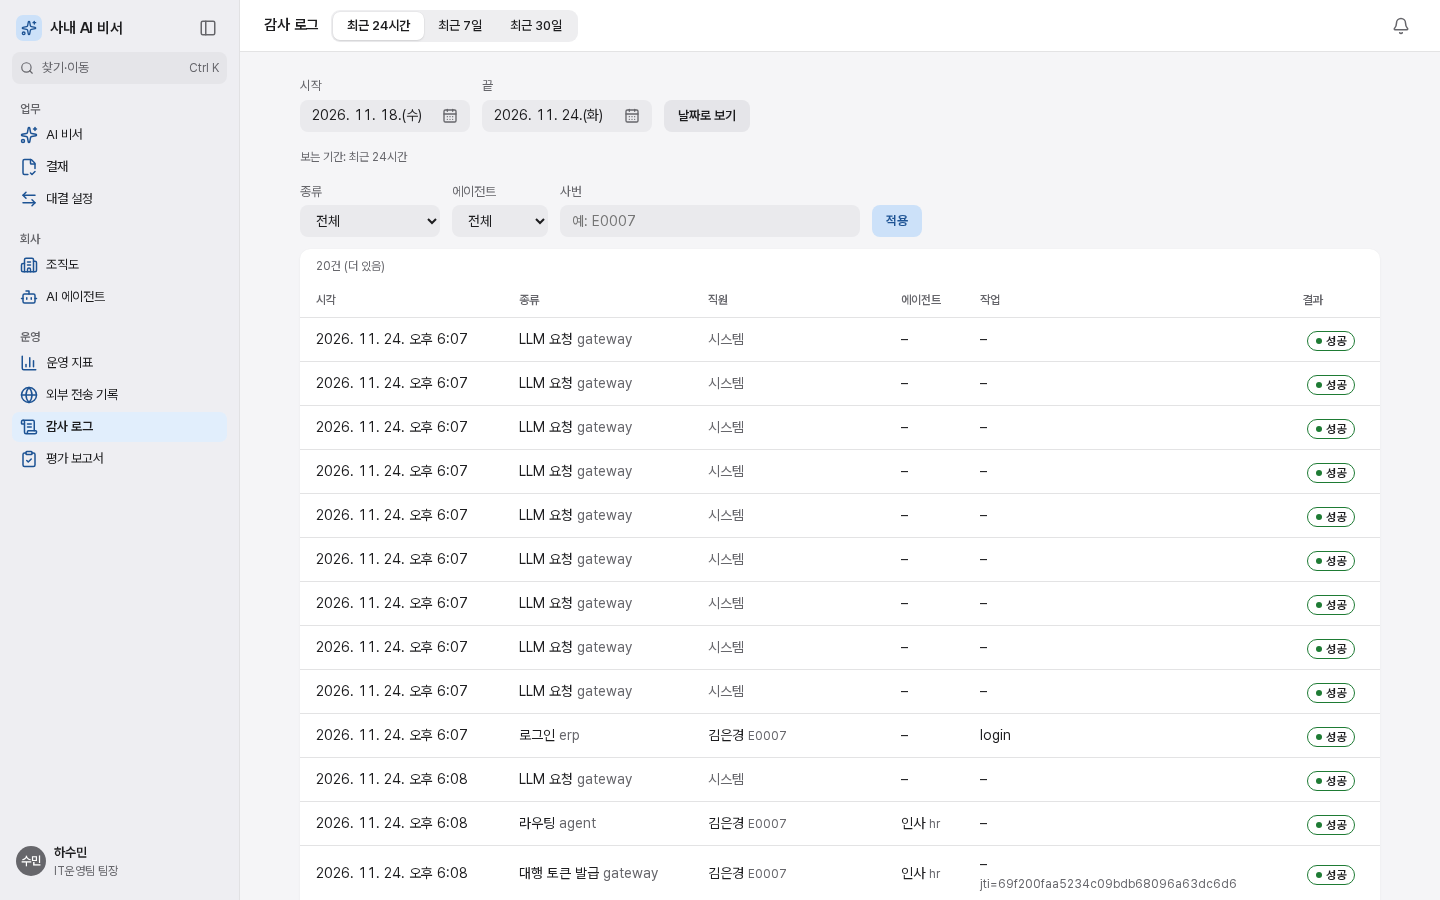 사내 AI 비서
찾기·이동 Ctrl K
업무
AI 비서
결재
대결 설정
회사
조직도
AI 에이전트
운영
운영 지표
외부 전송 기록
감사 로그
평가 보고서
수민
하수민
IT운영팀 팀장
감사 로그 최근 24시간 최근 7일 최근 30일
시작 끝
2026. 11. 18.(수) 2026. 11. 24.(화) 날짜로 보기
보는 기간: 최근 24시간
종류 에이전트 사번
전체 전체 예: E0007 적용
20건 (더 있음)
시각 종류 직원 에이전트 작업 결과
2026. 11. 24. 오후 6:07 LLM 요청 gateway 시스템 – – 성공
2026. 11. 24. 오후 6:07 LLM 요청 gateway 시스템 – – 성공
2026. 11. 24. 오후 6:07 LLM 요청 gateway 시스템 – – 성공
2026. 11. 24. 오후 6:07 LLM 요청 gateway 시스템 – – 성공
2026. 11. 24. 오후 6:07 LLM 요청 gateway 시스템 – – 성공
2026. 11. 24. 오후 6:07 LLM 요청 gateway 시스템 – – 성공
2026. 11. 24. 오후 6:07 LLM 요청 gateway 시스템 – – 성공
2026. 11. 24. 오후 6:07 LLM 요청 gateway 시스템 – – 성공
2026. 11. 24. 오후 6:07 LLM 요청 gateway 시스템 – – 성공
2026. 11. 24. 오후 6:07 로그인 erp 김은경 E0007 – login 성공
2026. 11. 24. 오후 6:08 LLM 요청 gateway 시스템 – – 성공
2026. 11. 24. 오후 6:08 라우팅 agent 김은경 E0007 인사 hr – 성공
2026. 11. 24. 오후 6:08 대행 토큰 발급 gateway 김은경 E0007 인사 hr – 성공
jti=69f200faa5234c09bdb68096a63dc6d6